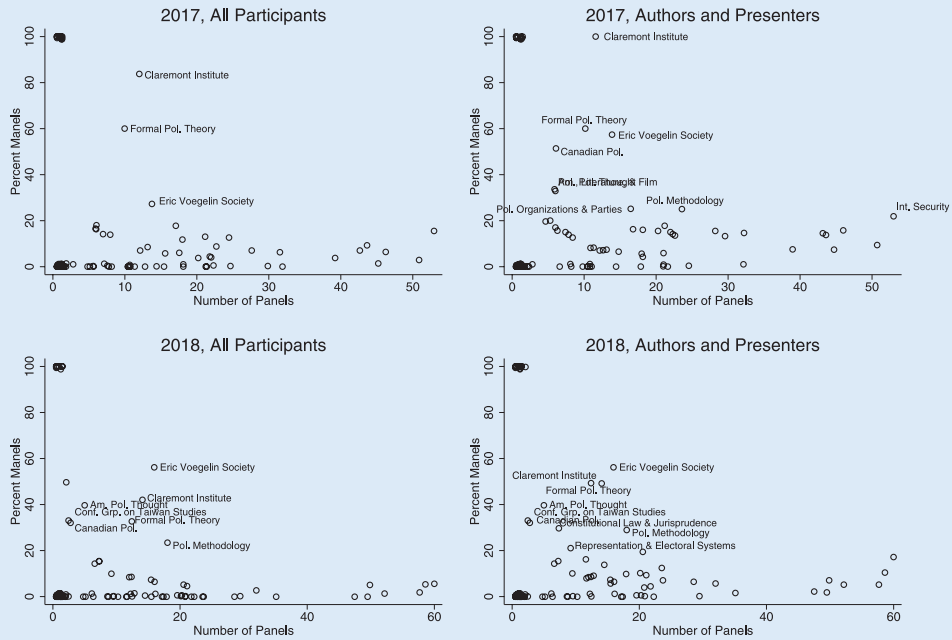 2017, All Participants
Percent Manels
100
80
60
40
20
0
Claremont Institute
Formal Pol. Theory
Eric Voegelin Society
0 10 20 30 40 50
Number of Panels
2017, Authors and Presenters
Percent Manels
100
80
60
40
20
0
Claremont Institute
Formal Pol. Theory
Eric Voegelin Society
Canadian Pol.
Film
Pol. Organizations & Parties
Pol. Methodology
Int. Security
0 10 20 30 40 50
Number of Panels
2018, All Participants
Percent Manels
100
80
60
40
20
0
Eric Voegelin Society
Claremont Institute
Am. Pol. Thought
Conf. Grp. on Taiwan Studies
Formal Pol. Theory
Canadian Pol.
Pol. Methodology
0 20 40 60
Number of Panels
2018, Authors and Presenters
Percent Manels
100
80
60
40
20
0
Eric Voegelin Society
Claremont Institute
Formal Pol. Theory
Am. Pol. Thought
Conf. Grp. on Taiwan Studies
Canadian Pol.
Constitutional Law & Jurisprudence
Pol. Methodology
Representation & Electoral Systems
0 20 40 60
Number of Panels